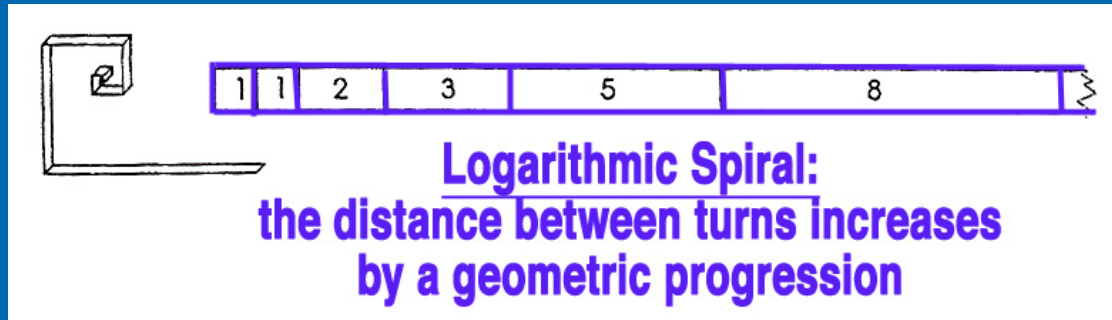 1 1 2 3 5 8
Logarithmic Spiral:
the distance between turns increases
by a geometric progression